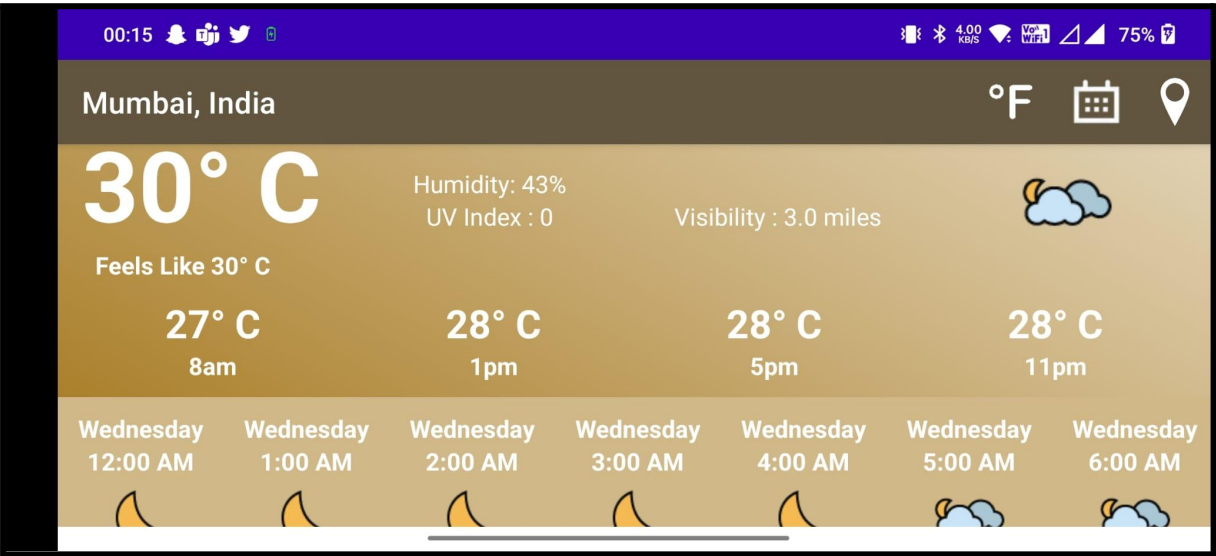 00:15 4.00 KB/S Vo WiFi1 75%
Mumbai, India °F
30° C
Humidity: 43%
UV Index : 0 Visibility : 3.0 miles
Feels Like 30° C
27° C 28° C 28° C 28° C
8am 1pm 5pm 11pm
Wednesday Wednesday Wednesday Wednesday Wednesday Wednesday Wednesday
12:00 AM 1:00 AM 2:00 AM 3:00 AM 4:00 AM 5:00 AM 6:00 AM